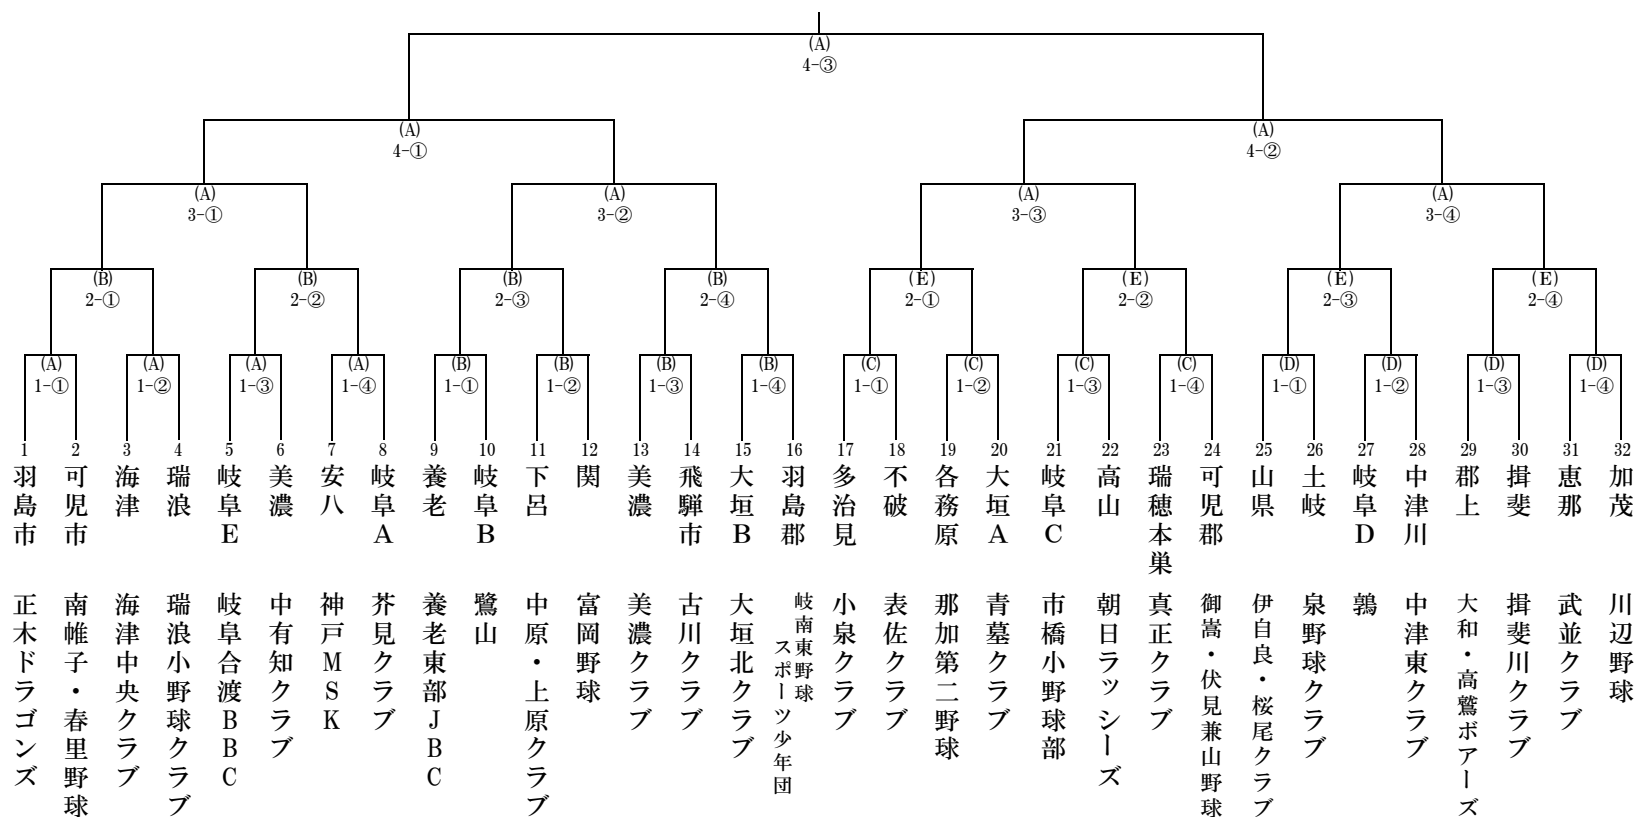 (A)
4-③
(A)
4-①
(A)
4-②
(A)
3-①
(A)
3-②
(A)
3-③
(A)
3-④
(B)
2-①
(B)
2-②
(B)
2-③
(B)
2-④
(E)
2-①
(E)
2-②
(E)
2-③
(E)
2-④
(A)
1-①
(A)
1-②
(A)
1-③
(A)
1-④
(B)
1-①
(B)
1-②
(B)
1-③
(B)
1-④
(C)
1-①
(C)
1-②
(C)
1-③
(C)
1-④
(D)
1-①
(D)
1-②
(D)
1-③
(D)
1-④
1
羽島市
正木ドラゴンズ
2
可児市
南帷子・春里野球
3
海津
海津中央クラブ
4
瑞浪
瑞浪小野球クラブ
5
岐阜E
岐阜合渡BBC
6
美濃
中有知クラブ
7
安八
神戸MSK
8
岐阜A
芥見クラブ
9
養老
養老東部JBC
10
岐阜B
鷺山
11
下呂
中原・上原クラブ
12
関
富岡野球
13
美濃
美濃クラブ
14
飛騨市
古川クラブ
15
大垣B
大垣北クラブ
16
羽島郡
岐南東野球
スポーツ少年団
17
多治見
小泉クラブ
18
不破
表佐クラブ
19
各務原
那加第二野球
20
大垣A
青墓クラブ
21
岐阜C
市橋小野球部
22
高山
朝日ラッシーズ
23
瑞穂本巣
真正クラブ
24
可児郡
御嵩・伏見兼山野球
25
山県
伊自良・桜尾クラブ
26
土岐
泉野球クラブ
27
岐阜D
鶉
28
中津川
中津東クラブ
29
郡上
大和・高鷲ボアーズ
30
揖斐
揖斐川クラブ
31
恵那
武並クラブ
32
加茂
川辺野球